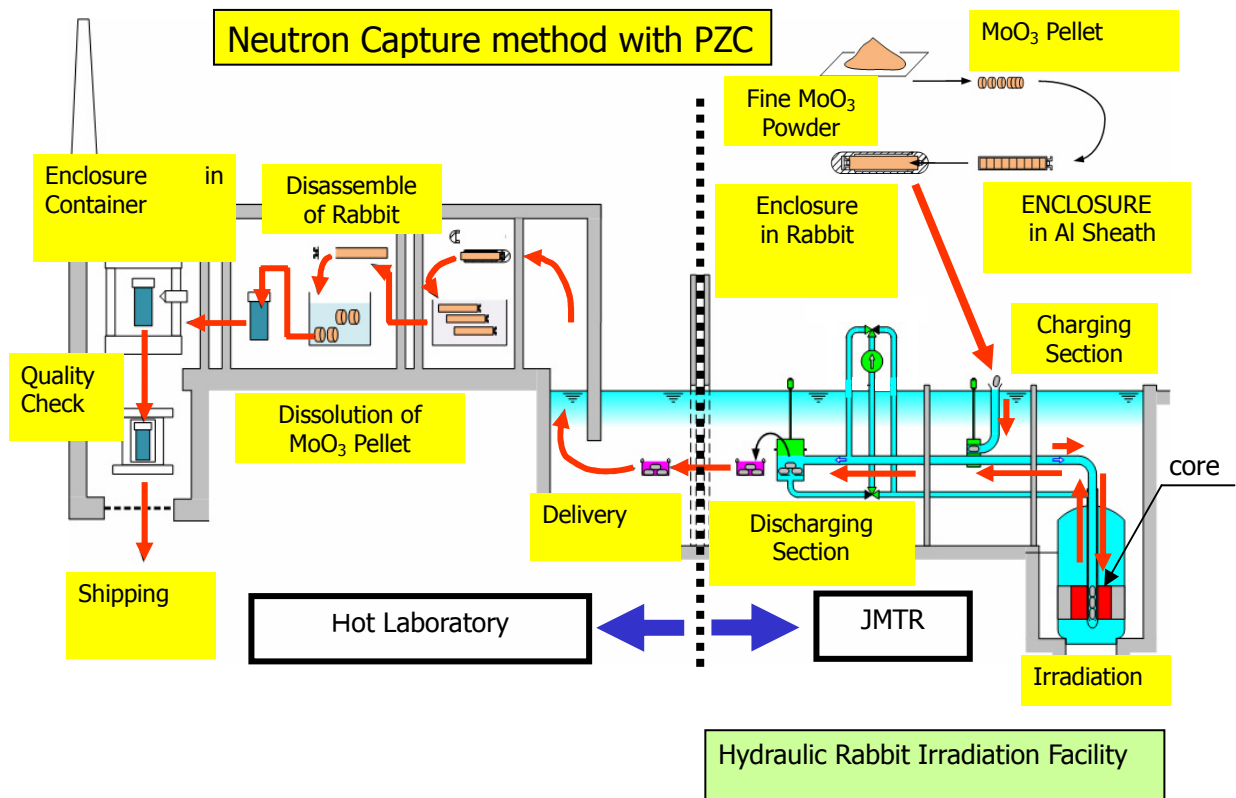 Neutron Capture method with PZC
MoO₃ Pellet
Fine MoO₃
Powder
Enclosure in
Container
Disassemble
of Rabbit
Enclosure
in Rabbit
ENCLOSURE
in Al Sheath
Charging
Section
Quality
Check
Dissolution of
MoO₃ Pellet
core
Delivery
Discharging
Section
Shipping
Hot Laboratory
JMTR
Irradiation
Hydraulic Rabbit Irradiation Facility